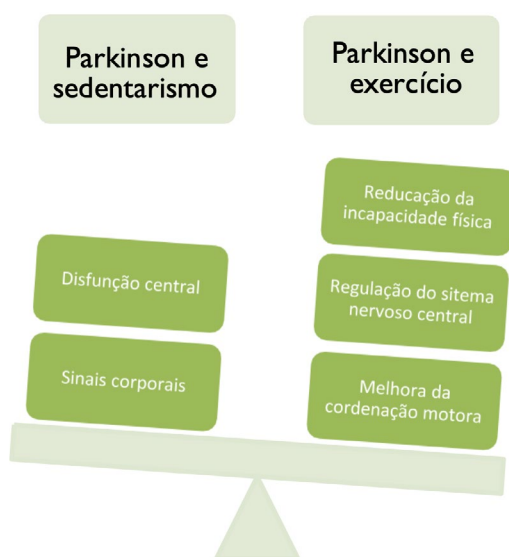 Parkinson e
sedentarismo
Parkinson e
exercício
Disfunção central
Sinais corporais
Reducação da
incapacidade física
Regulação do sitema
nervoso central
Melhora da
cordenação motora